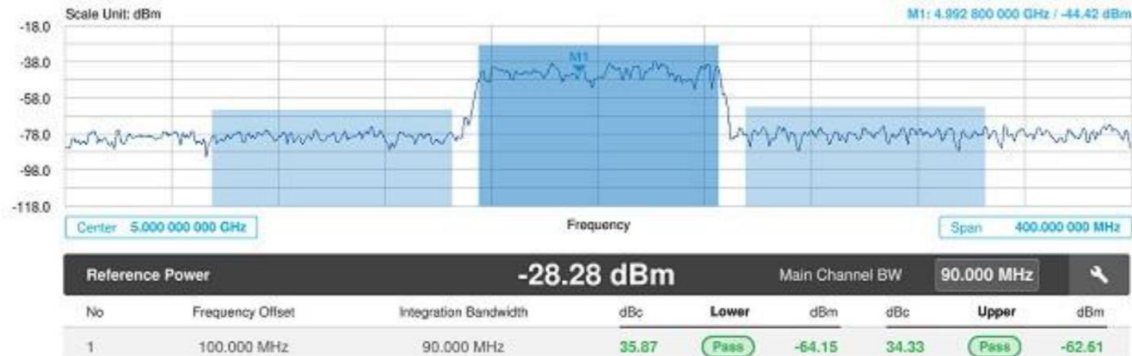 Scale Unit: dBm
M1: 4.992 800 000 GHz / -44.42 dBm
-18.0
-38.0
M1
-58.0
-78.0
-98.0
-118.0
Center 5.000 000 000 GHz
Frequency
Span 400.000 000 MHz
Reference Power -28.28 dBm Main Channel BW 90.000 MHz
No Frequency Offset Integration Bandwidth dBc Lower dBm dBc Upper dBm
1 100.000 MHz 90.000 MHz 35.87 Pass -64.15 34.33 Pass -62.61